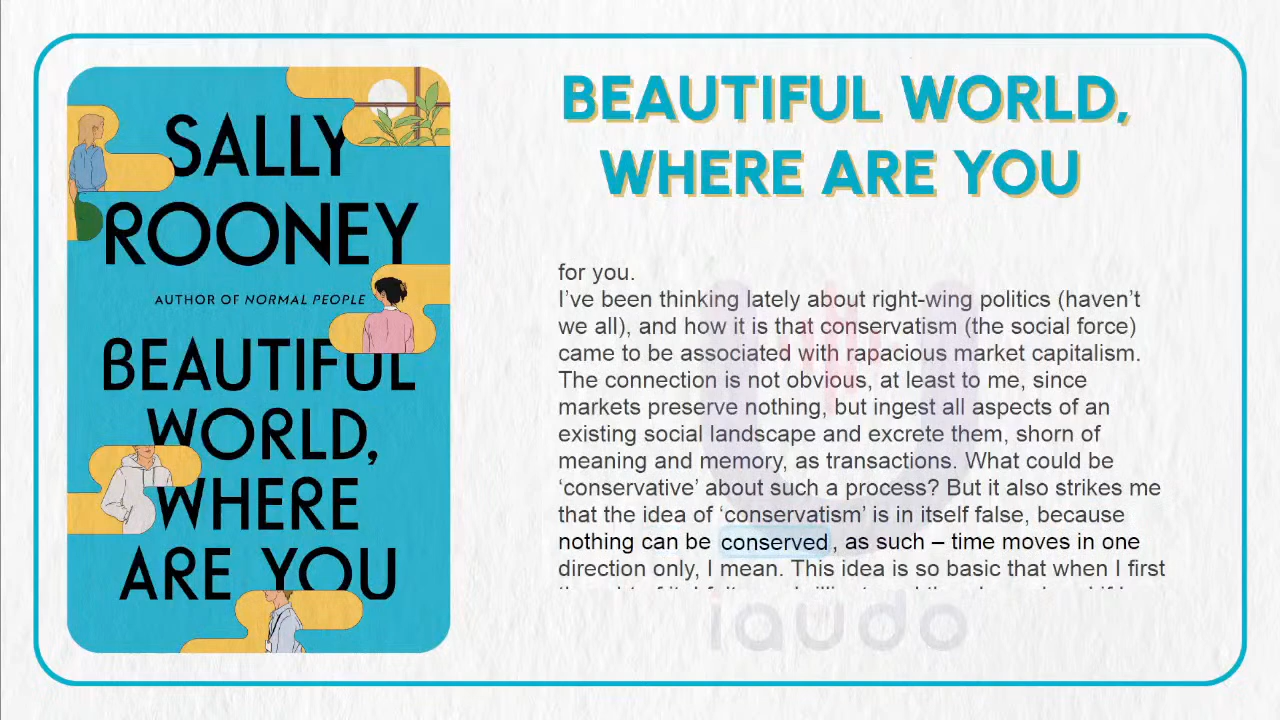 SALLY
ROONEY
AUTHOR OF NORMAL PEOPLE
BEAUTIFUL
WORLD,
WHERE
ARE YOU
BEAUTIFUL WORLD,
WHERE ARE YOU
for you.
I’ve been thinking lately about right-wing politics (haven’t
we all), and how it is that conservatism (the social force)
came to be associated with rapacious market capitalism.
The connection is not obvious, at least to me, since
markets preserve nothing, but ingest all aspects of an
existing social landscape and excrete them, shorn of
meaning and memory, as transactions. What could be
‘conservative’ about such a process? But it also strikes me
that the idea of ‘conservatism’ is in itself false, because
nothing can be conserved, as such – time moves in one
direction only, I mean. This idea is so basic that when I first
iaudo